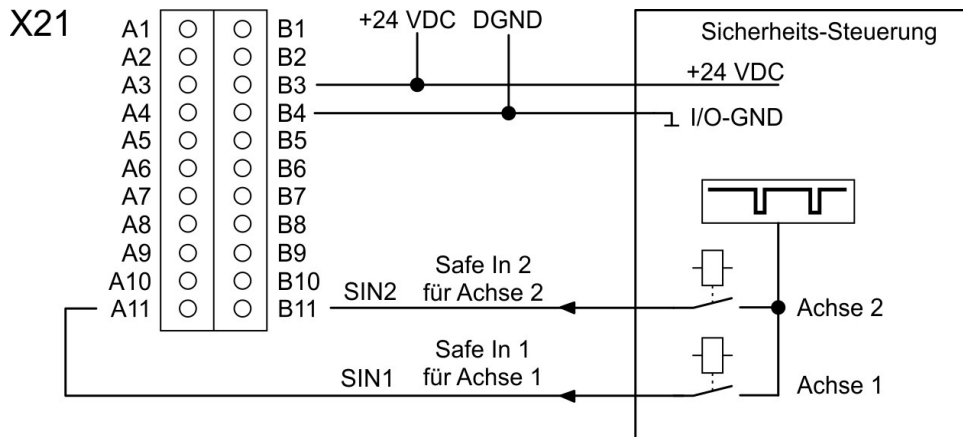 X21
A1 B1
A2 B2
A3 B3
A4 B4
A5 B5
A6 B6
A7 B7
A8 B8
A9 B9
A10 B10
A11 B11
+24 VDC DGND
Sicherheits-Steuerung
+24 VDC
I/O-GND
SIN2
Safe In 2
für Achse 2
Achse 2
SIN1
Safe In 1
für Achse 1
Achse 1